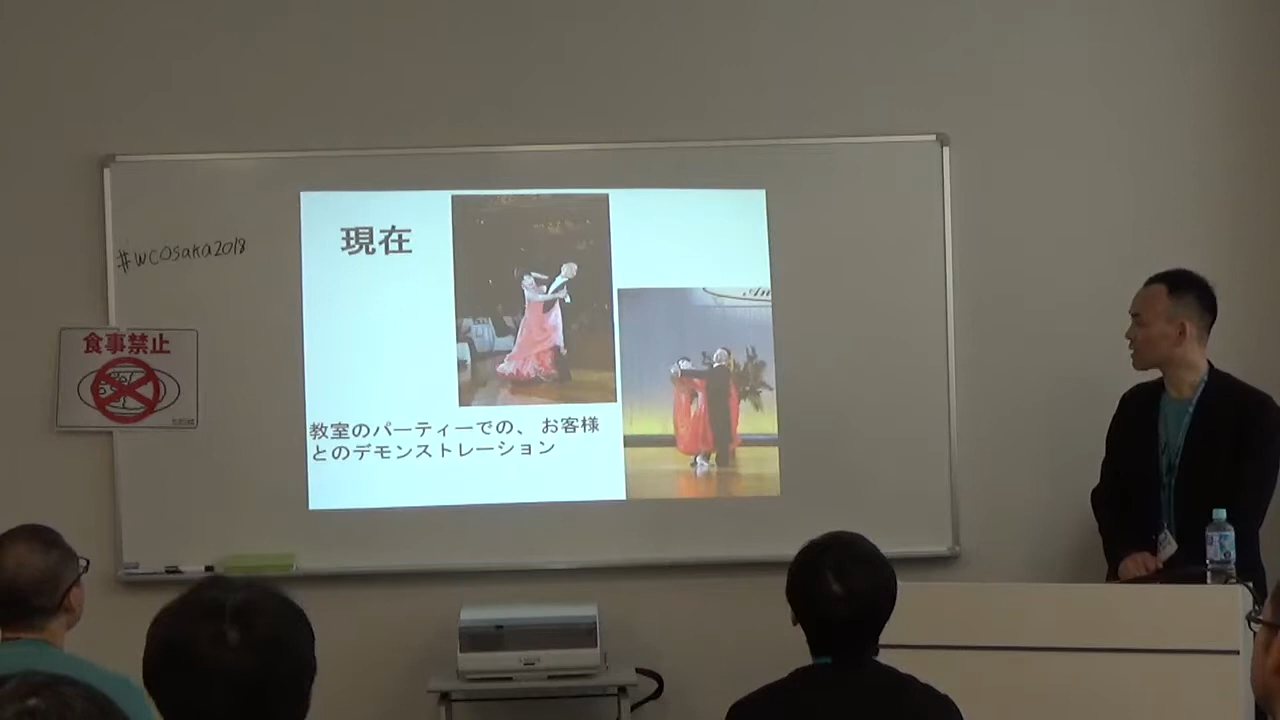 現在
#wCOsaka2018
食事禁止
教室のパーティーでの、 お客様
とのデモンストレーション